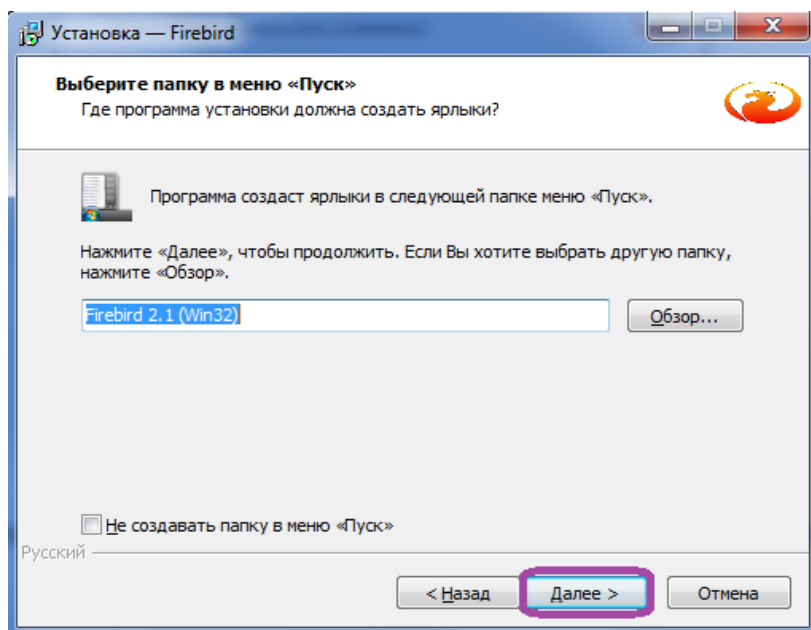 Установка — Firebird
Выберите папку в меню «Пуск»
Где программа установки должна создать ярлыки?
Программа создаст ярлыки в следующей папке меню «Пуск».
Нажмите «Далее», чтобы продолжить. Если Вы хотите выбрать другую папку,
нажмите «Обзор».
Firebird 2.1 (Win32)
Обзор...
Не создавать папку в меню «Пуск»
Русский
< Назад
Далее >
Отмена